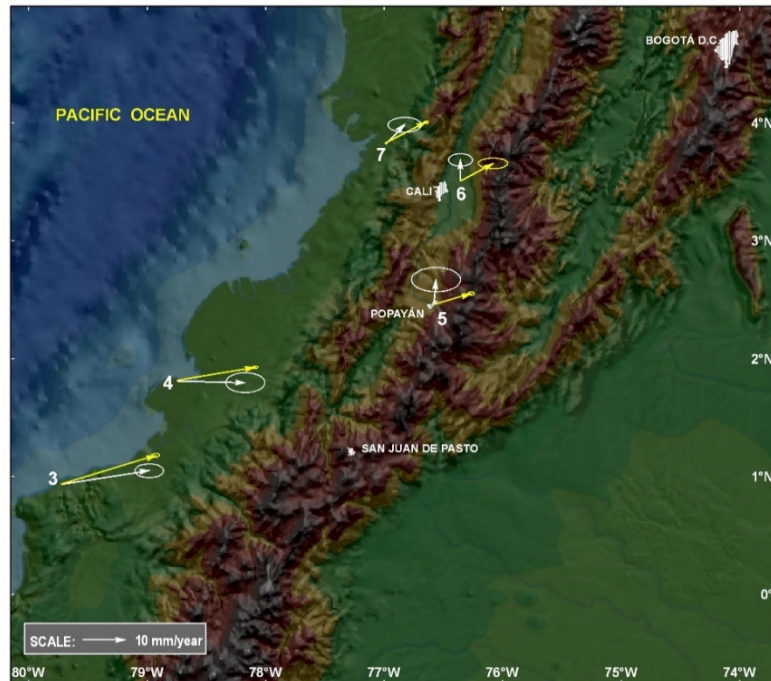 BOGOTÁ D.C.
PACIFIC OCEAN
4°N
7
CALI
6
3°N
POPAYÁN
5
2°N
4
SAN JUAN DE PASTO
3
1°N
0°
SCALE: 10 mm/year
80°W 79°W 78°W 77°W 76°W 75°W 74°W